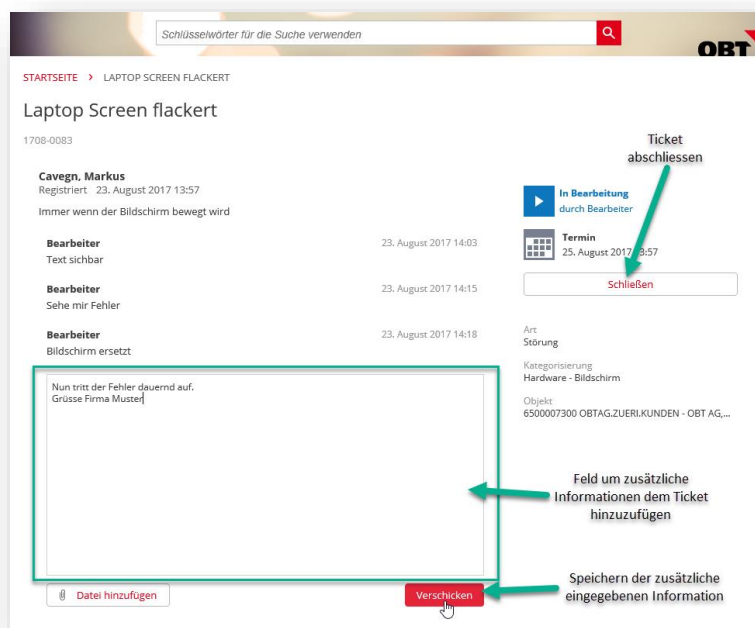 Schlüsselwörter für die Suche verwenden
OBT
STARTSEITE > LAPTOP SCREEN FLACKERT
Laptop Screen flackert
1708-0083
Ticket
abschliessen
Cavegn, Markus
Registriert 23. August 2017 13:57
Immer wenn der Bildschirm bewegt wird
In Bearbeitung
durch Bearbeiter
Bearbeiter 23. August 2017 14:03
Text sichbar
Termin
25. August 2017 13:57
Schließen
Bearbeiter 23. August 2017 14:15
Sehe mir Fehler
Bearbeiter 23. August 2017 14:18
Bildschirm ersetzt
Art
Störung
Kategorisierung
Hardware - Bildschirm
Objekt
6500007300 OBTAG.ZUERI.KUNDEN - OBT AG,...
Nun tritt der Fehler dauernd auf.
Grüsse Firma Muster
Feld um zusätzliche
Informationen dem Ticket
hinzuzufügen
Speichern der zusätzliche
eingegebenen Information
Datei hinzufügen
Verschicken